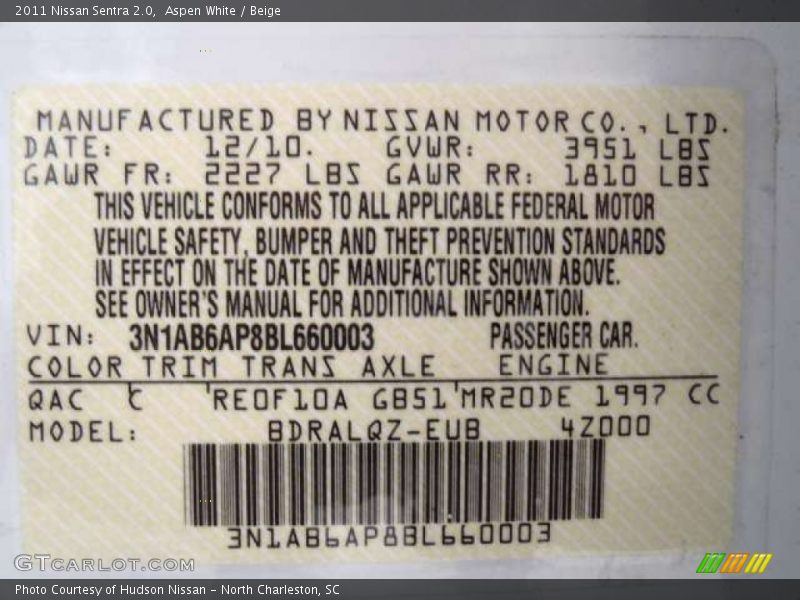 2011 Nissan Sentra 2.0, Aspen White / Beige
MANUFACTURED BY NISSAN MOTOR CO., LTD.
DATE: 12/10. GVWR: 3951 LBS
GAWR FR: 2227 LBS GAWR RR: 1810 LBS
THIS VEHICLE CONFORMS TO ALL APPLICABLE FEDERAL MOTOR
VEHICLE SAFETY, BUMPER AND THEFT PREVENTION STANDARDS
IN EFFECT ON THE DATE OF MANUFACTURE SHOWN ABOVE.
SEE OWNER'S MANUAL FOR ADDITIONAL INFORMATION.
VIN: 3N1AB6AP8BL660003 PASSENGER CAR.
COLOR TRIM TRANS AXLE ENGINE
QAC C RE0F10A GB51 MR20DE 1997 CC
MODEL: BDRALQZ-EUB 4Z000
3N1AB6AP8BL660003
GTCARLOT.COM
Photo Courtesy of Hudson Nissan - North Charleston, SC